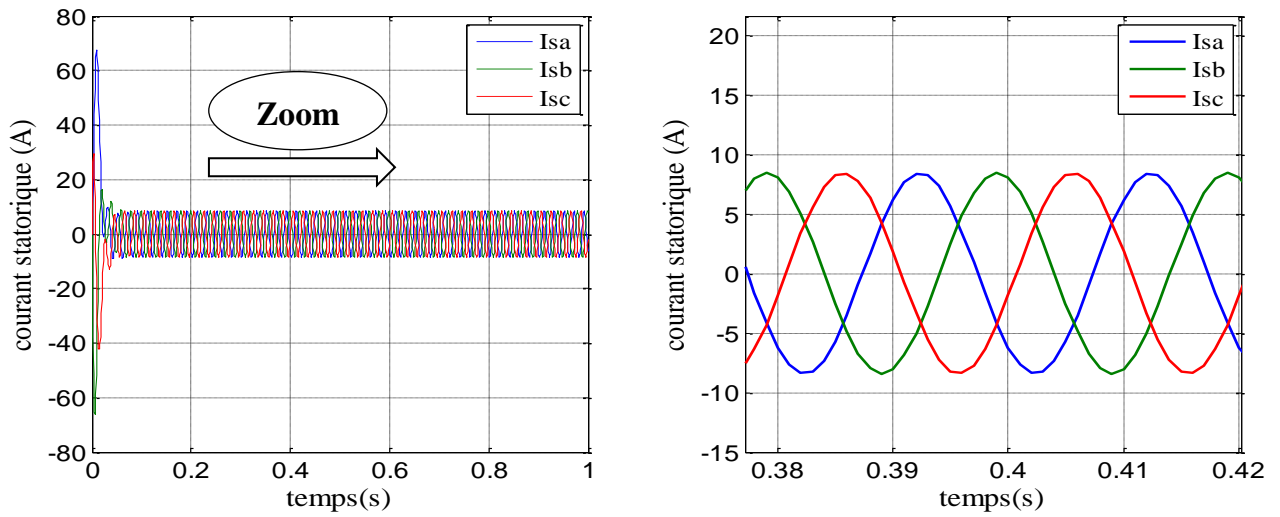 courant statorique (A)
80
60
40
20
0
-20
-40
-60
-80
0
0.2
0.4
0.6
0.8
1
temps(s)
Isa
Isb
Isc
Zoom
courant statorique (A)
20
15
10
5
0
-5
-10
-15
0.38
0.39
0.4
0.41
0.42
temps(s)
Isa
Isb
Isc